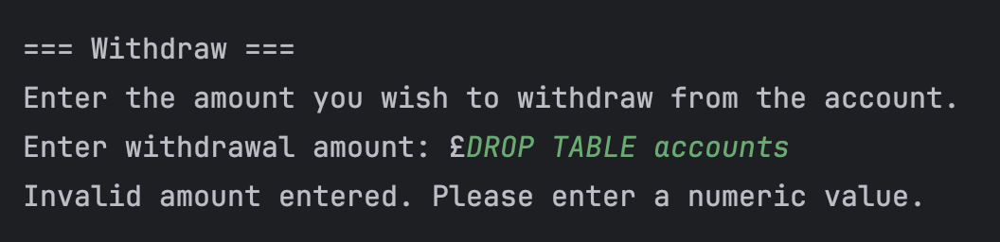 === Withdraw ===
Enter the amount you wish to withdraw from the account.
Enter withdrawal amount: £DROP TABLE accounts
Invalid amount entered. Please enter a numeric value.